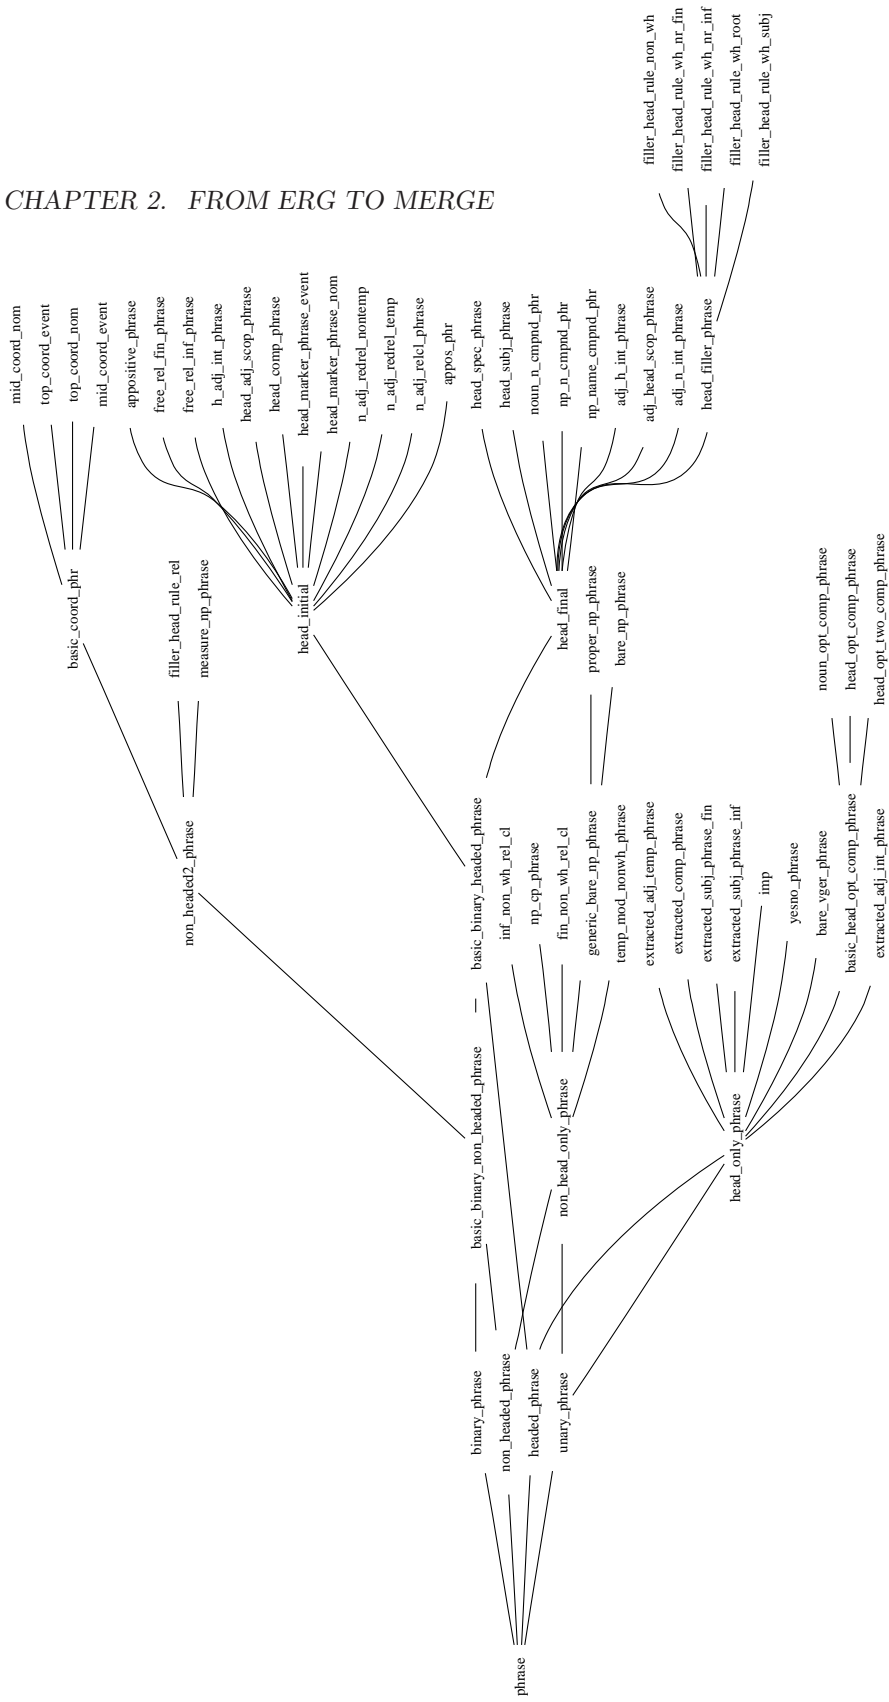 CHAPTER 2. FROM ERG TO MERGE
phrase
binary_phrase
non_headed_phrase
headed_phrase
unary_phrase
basic_binary_non_headed_phrase
basic_binary_headed_phrase
non_head_only_phrase
head_only_phrase
non_headed2_phrase
inf_non_wh_rel_cl
np_cp_phrase
fin_non_wh_rel_cl
generic_bare_np_phrase
temp_mod_nonwh_phrase
extracted_adj_temp_phrase
extracted_comp_phrase
extracted_subj_phrase_fin
extracted_subj_phrase_inf
imp
yesno_phrase
bare_vger_phrase
basic_head_opt_comp_phrase
extracted_adj_int_phrase
basic_coord_phr
filler_head_rule_rel
measure_np_phrase
head_initial
head_final
proper_np_phrase
bare_np_phrase
noun_opt_comp_phrase
head_opt_comp_phrase
head_opt_two_comp_phrase
mid_coord_nom
top_coord_event
top_coord_nom
mid_coord_event
appositive_phrase
free_rel_fin_phrase
free_rel_inf_phrase
h_adj_int_phrase
head_adj_scop_phrase
head_comp_phrase
head_marker_phrase_event
head_marker_phrase_nom
n_adj_redrel_nontemp
n_adj_redrel_temp
n_adj_relcl_phrase
appos_phr
head_spec_phrase
head_subj_phrase
noun_n_cmpnd_phr
np_n_cmpnd_phr
np_name_cmpnd_phr
adj_h_int_phrase
adj_head_scop_phrase
adj_n_int_phrase
head_filler_phrase
filler_head_rule_non_wh
filler_head_rule_wh_nr_fin
filler_head_rule_wh_nr_inf
filler_head_rule_wh_root
filler_head_rule_wh_subj